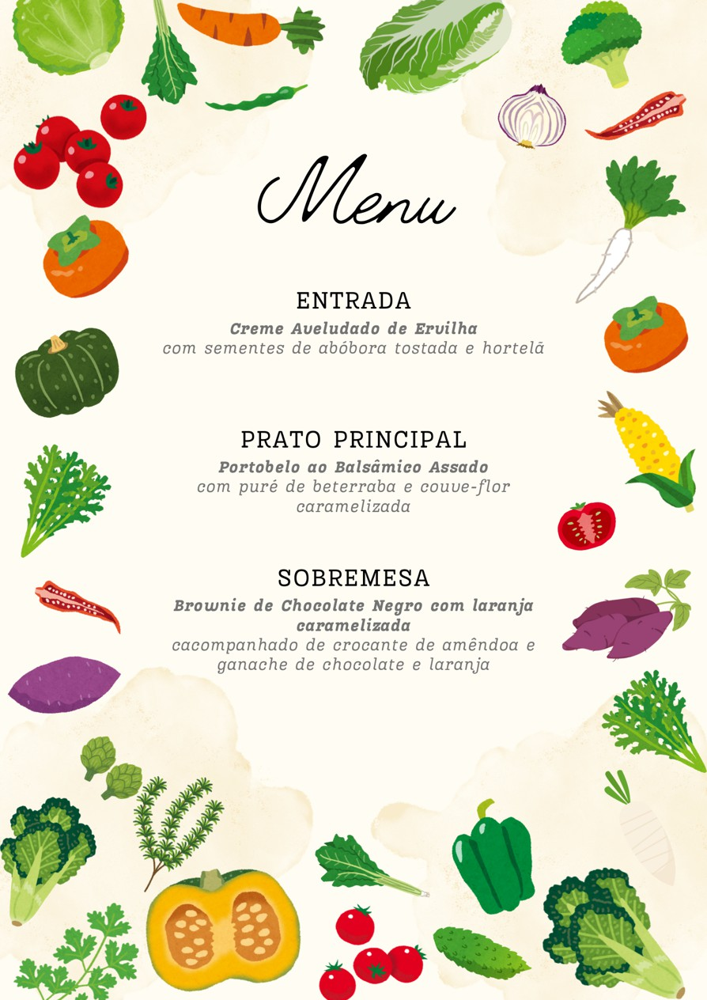 Menu
ENTRADA
Creme Aveludado de Ervilha
com sementes de abóbora tostada e hortelã
PRATO PRINCIPAL
Portobelo ao Balsâmico Assado
com puré de beterraba e couve-flor
caramelizada
SOBREMESA
Brownie de Chocolate Negro com laranja
caramelizada
cacompanhado de crocante de amêndoa e
ganache de chocolate e laranja